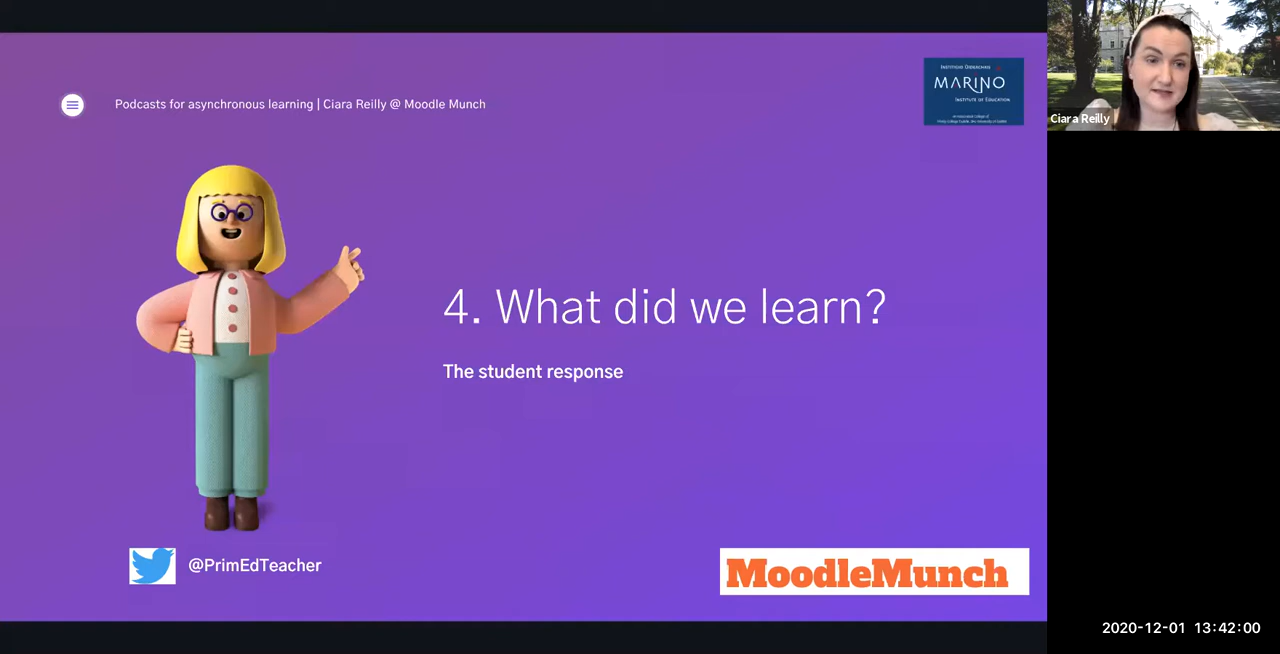 Podcasts for asynchronous learning | Ciara Reilly @ Moodle Munch
MARINO
INSTITUTE OF EDUCATION
Ciara Reilly
4. What did we learn?
The student response
@PrimEdTeacher
MoodleMunch
2020-12-01 13:42:00